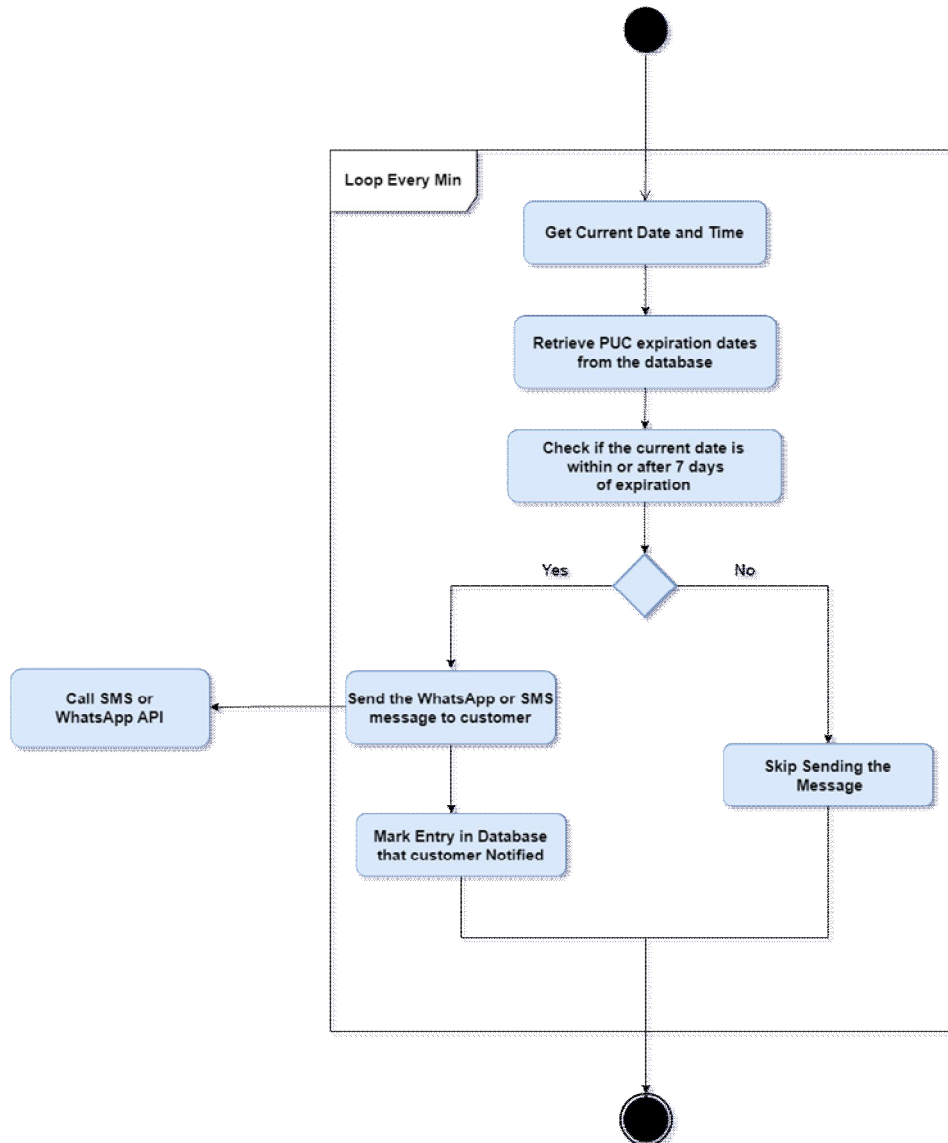 Loop Every Min
Get Current Date and Time
Retrieve PUC expiration dates
from the database
Check if the current date is
within or after 7 days
of expiration
Yes
No
Send the WhatsApp or SMS
message to customer
Call SMS or
WhatsApp API
Skip Sending the
Message
Mark Entry in Database
that customer Notified